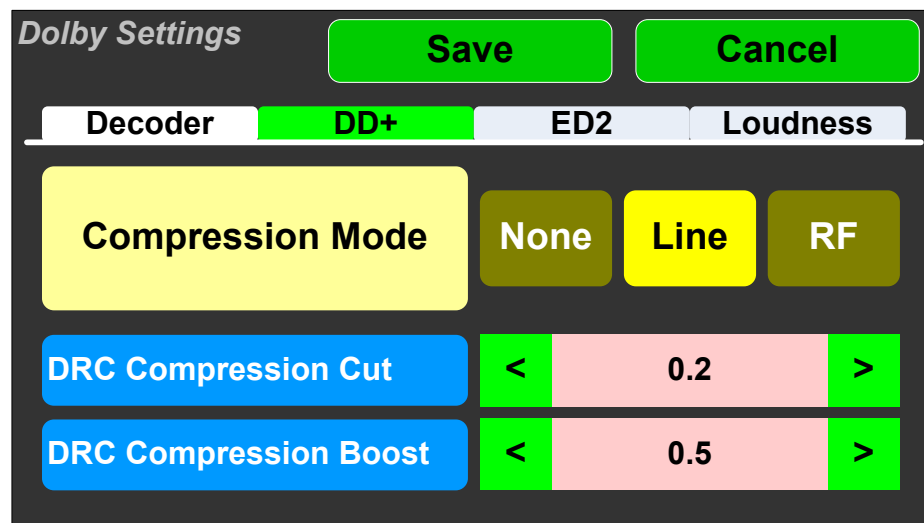 Dolby Settings
Save
Cancel
Decoder
DD+
ED2
Loudness
Compression Mode
None
Line
RF
DRC Compression Cut
<
0.2
>
DRC Compression Boost
<
0.5
>